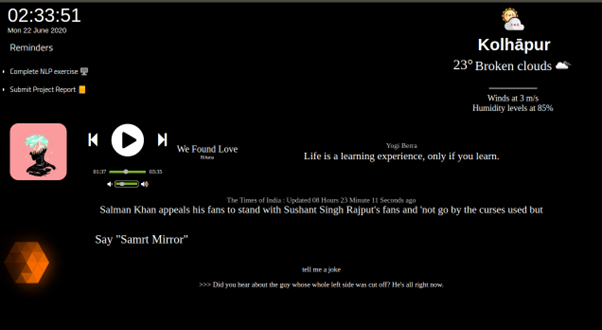 02:33:51
Mon 22 June 2020
Reminders
Complete NLP exercise
Submit Project Report
Kolhāpur
23° Broken clouds
Winds at 3 m/s
Humidity levels at 85%
We Found Love
Rihana
01:37
03:35
Yogi Berra
Life is a learning experience, only if you learn.
The Times of India : Updated 08 Hours 23 Minute 11 Seconds ago
Salman Khan appeals his fans to stand with Sushant Singh Rajput's fans and 'not go by the curses used but
Say "Samrt Mirror"
tell me a joke
>>> Did you hear about the guy whose whole left side was cut off? He's all right now.